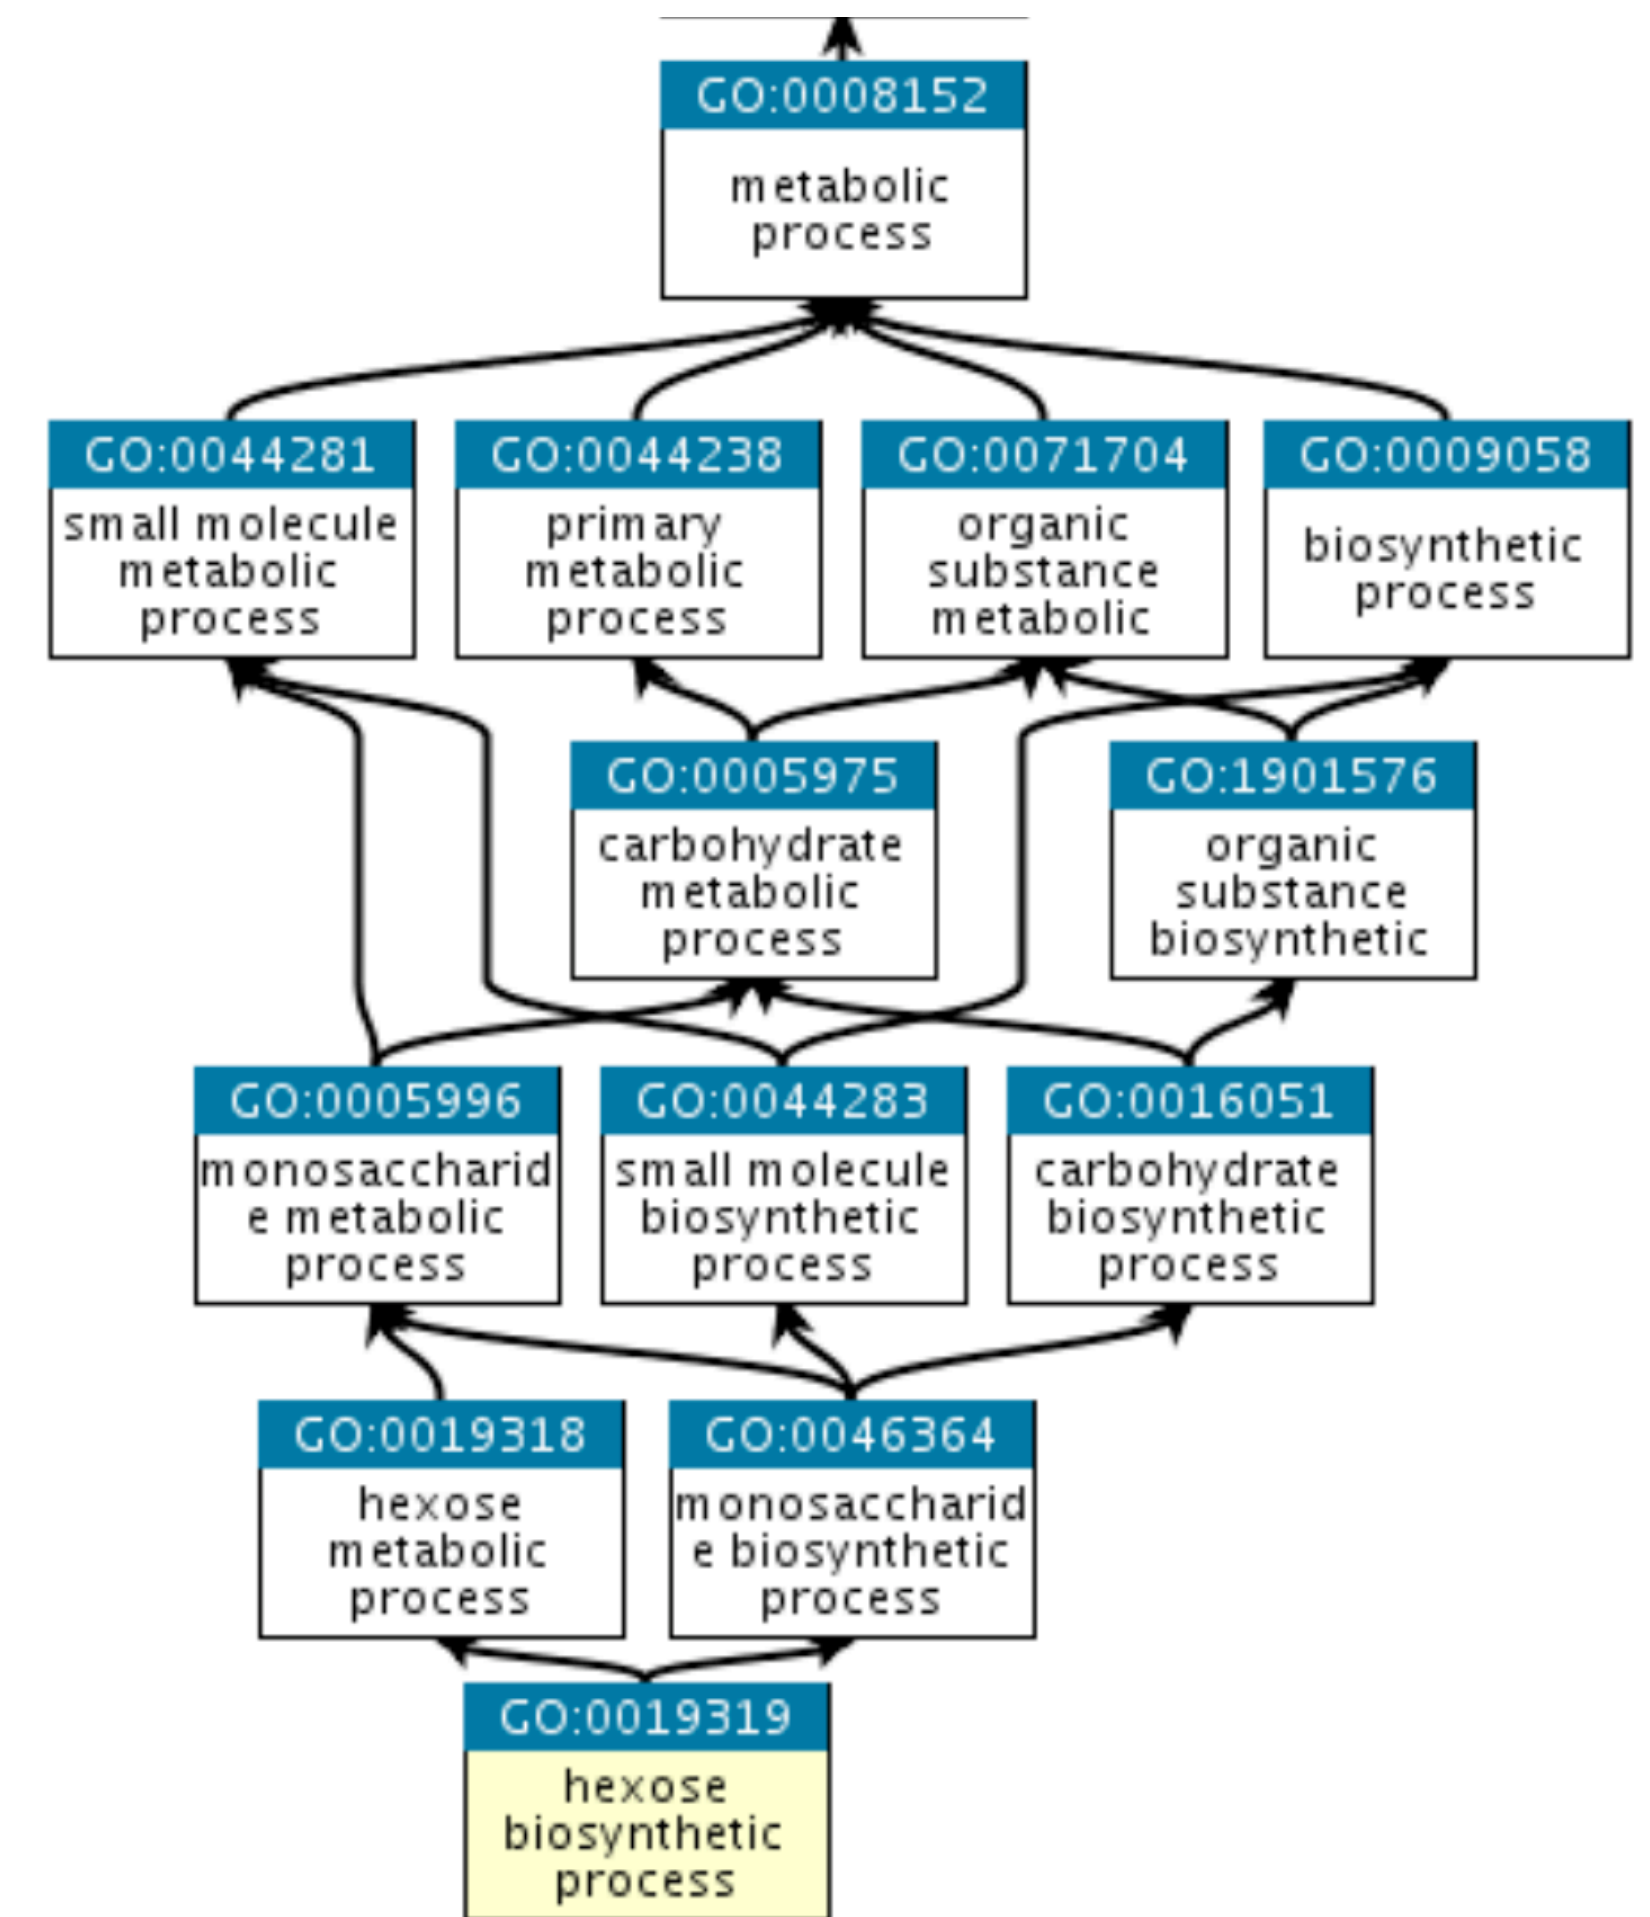 GO:0008152
metabolic
process
GO:0044281
small molecule
metabolic
process
GO:0044238
primary
metabolic
process
GO:0071704
organic
substance
metabolic
GO:0009058
biosynthetic
process
GO:0005975
carbohydrate
metabolic
process
GO:1901576
organic
substance
biosynthetic
GO:0005996
monosaccharid
e metabolic
process
GO:0044283
small molecule
biosynthetic
process
GO:0016051
carbohydrate
biosynthetic
process
GO:0019318
hexose
metabolic
process
GO:0046364
monosaccharid
e biosynthetic
process
GO:0019319
hexose
biosynthetic
process